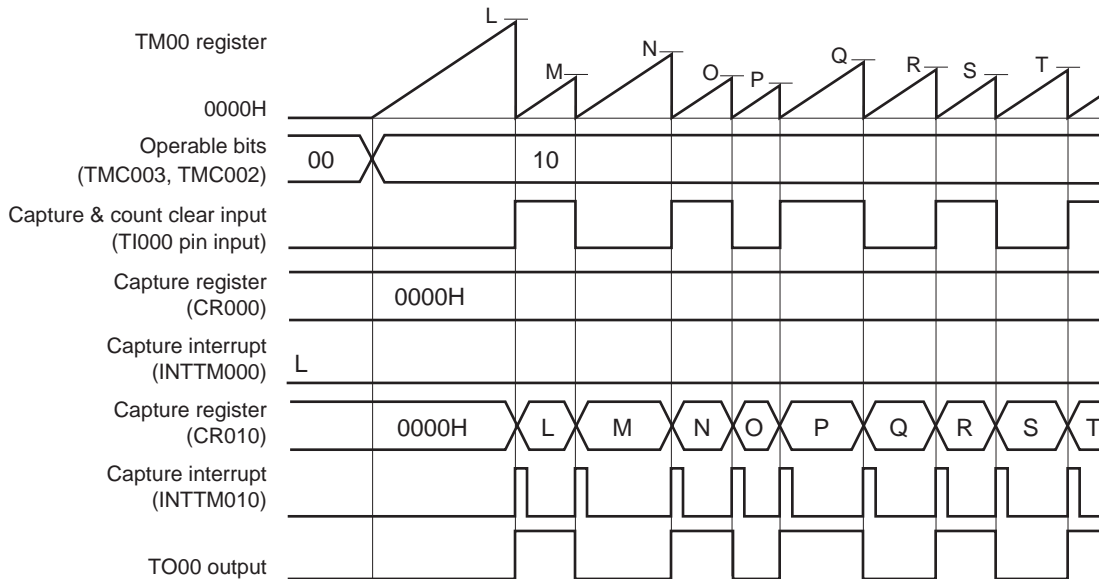 L
TM00 register
N
Q
M
O
P
R
S
T
0000H
Operable bits
(TMC003, TMC002)
00
10
Capture & count clear input
(TI000 pin input)
Capture register
(CR000)
0000H
Capture interrupt
(INTTM000)
L
Capture register
(CR010)
0000H
L
M
N
O
P
Q
R
S
T
Capture interrupt
(INTTM010)
TO00 output